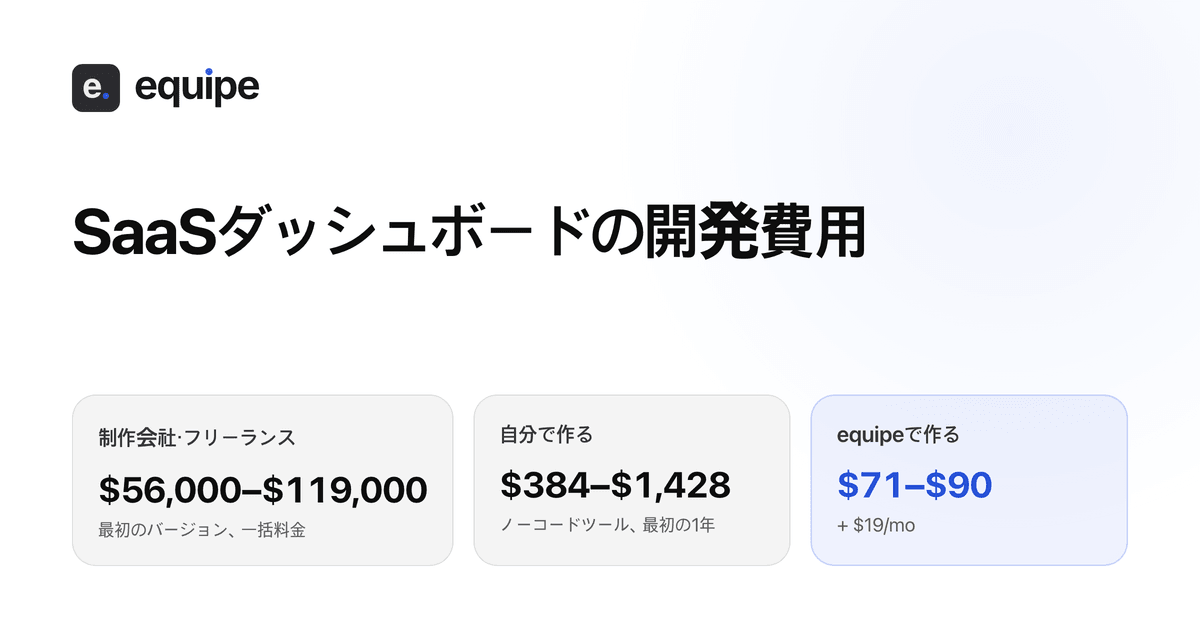 e. equipe
SaaSダッシュボードの開発費用
制作会社·フリーランス
$56,000–$119,000
最初のバージョン、一括料金
自分で作る
$384–$1,428
ノーコードツール、最初の1年
equipeで作る
$71–$90
+ $19/mo